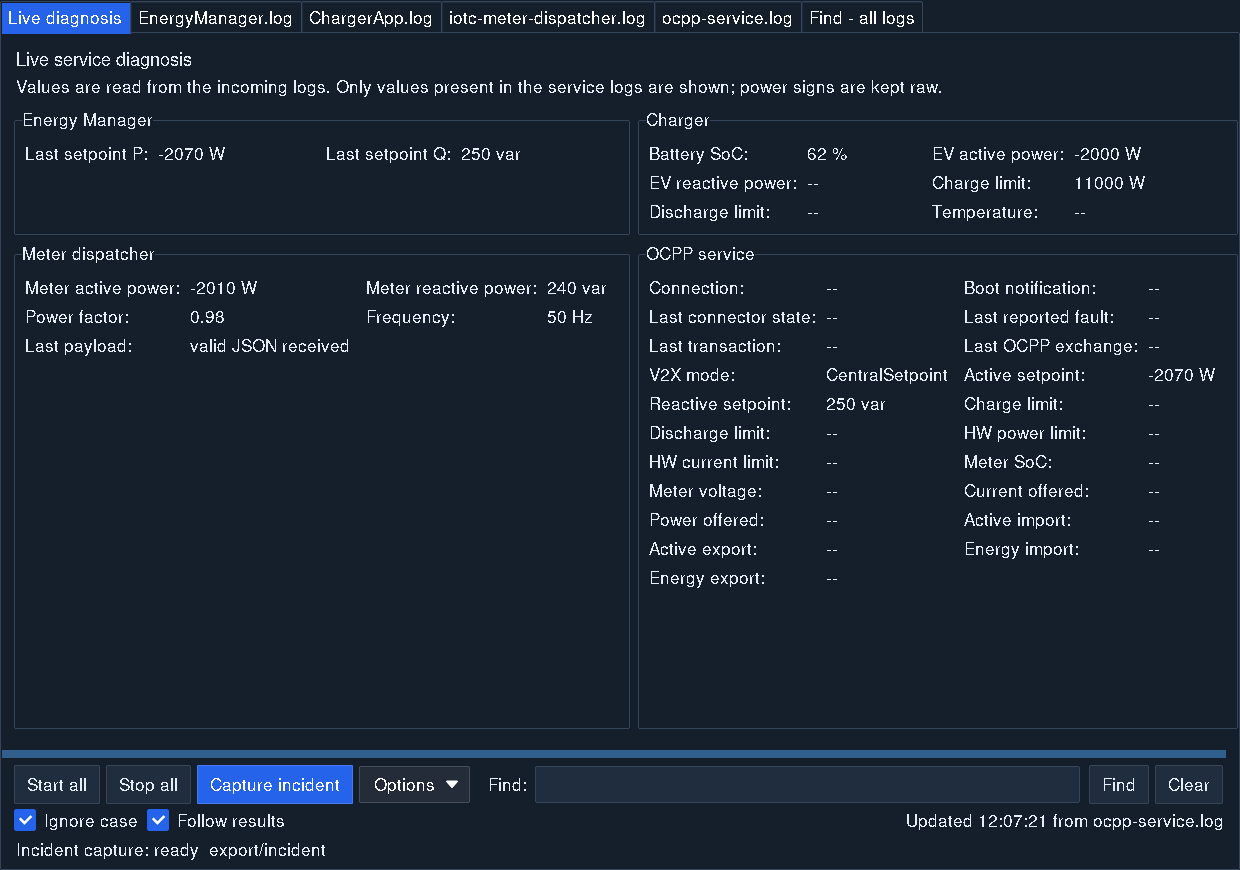 Live diagnosis EnergyManager.log ChargerApp.log iotc-meter-dispatcher.log ocpp-service.log Find - all logs
Live service diagnosis
Values are read from the incoming logs. Only values present in the service logs are shown; power signs are kept raw.
Energy Manager
Last setpoint P: -2070 W Last setpoint Q: 250 var
Charger
Battery SoC: 62 % EV active power: -2000 W
EV reactive power: -- Charge limit: 11000 W
Discharge limit: -- Temperature: --
Meter dispatcher
Meter active power: -2010 W Meter reactive power: 240 var
Power factor: 0.98 Frequency: 50 Hz
Last payload: valid JSON received
OCPP service
Connection: -- Boot notification: --
Last connector state: -- Last reported fault: --
Last transaction: -- Last OCPP exchange: --
V2X mode: CentralSetpoint Active setpoint: -2070 W
Reactive setpoint: 250 var Charge limit: --
Discharge limit: -- HW power limit: --
HW current limit: -- Meter SoC: --
Meter voltage: -- Current offered: --
Power offered: -- Active import: --
Active export: -- Energy import: --
Energy export: --
Start all Stop all Capture incident Options Find: Find Clear
Ignore case Follow results Updated 12:07:21 from ocpp-service.log
Incident capture: ready export/incident